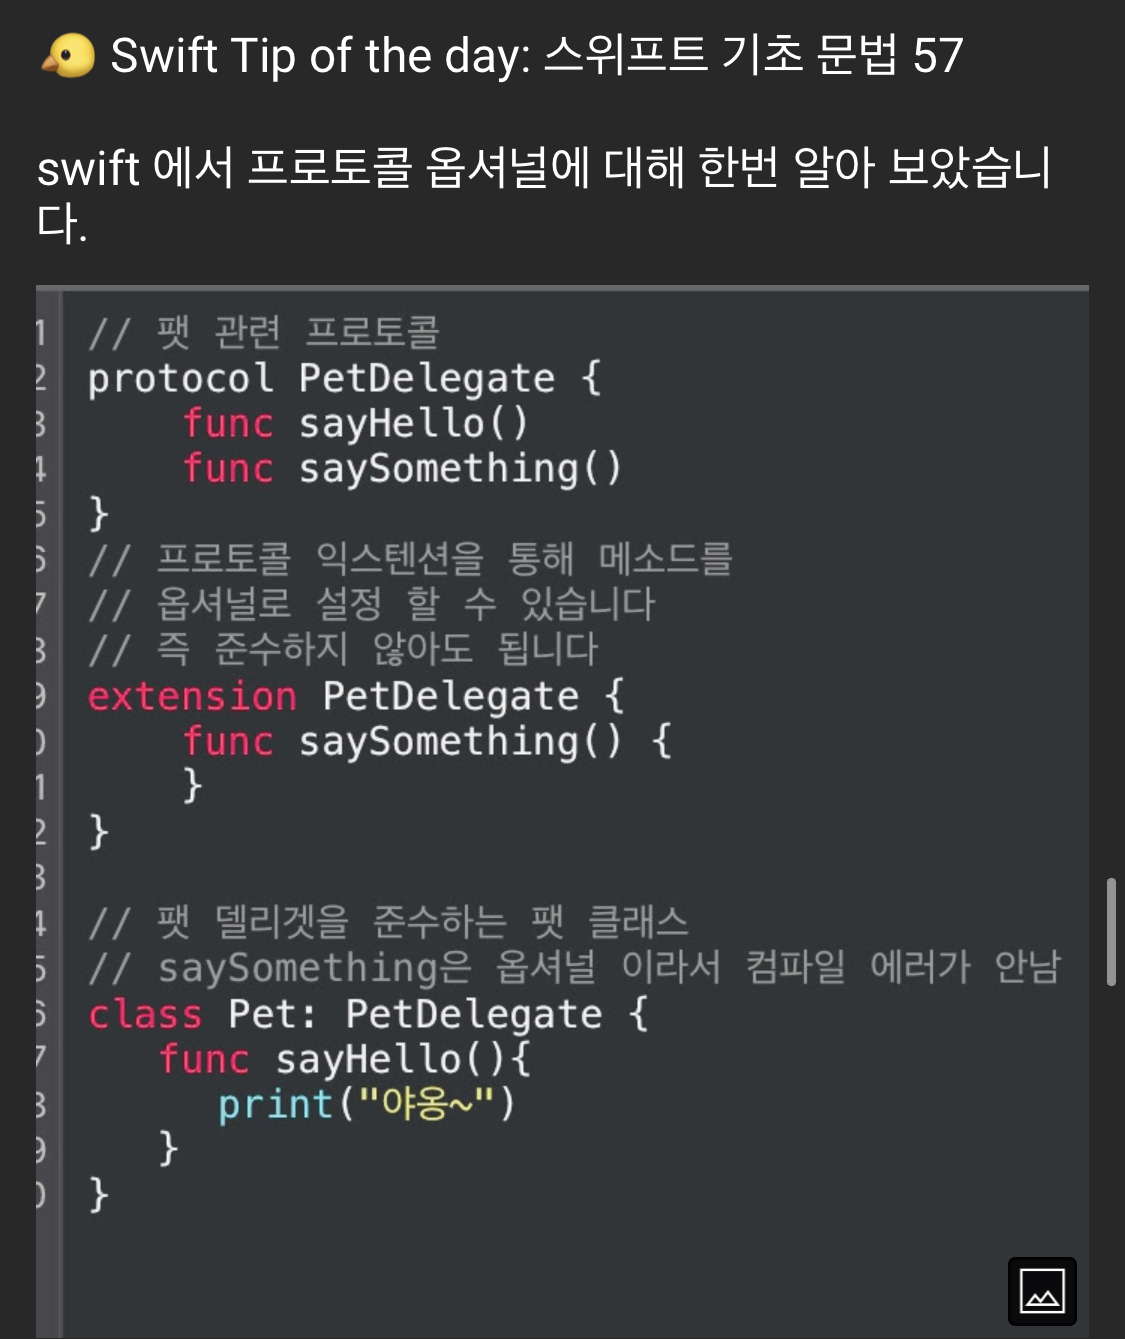 🐤 Swift Tip of the day: 스위프트 기초 문법 57
swift 에서 프로토콜 옵셔널에 대해 한번 알아 보았습니
다.
1 // 팻 관련 프로토콜
2 protocol PetDelegate {
3 func sayHello()
4 func saySomething()
5 }
6 // 프로토콜 익스텐션을 통해 메소드를
7 // 옵셔널로 설정 할 수 있습니다
8 // 즉 준수하지 않아도 됩니다
9 extension PetDelegate {
0 func saySomething() {
1 }
2 }
3
4 // 팻 델리겟을 준수하는 팻 클래스
5 // saySomething은 옵셔널 이라서 컴파일 에러가 안남
6 class Pet: PetDelegate {
7 func sayHello(){
8 print("야옹~")
9 }
0 }